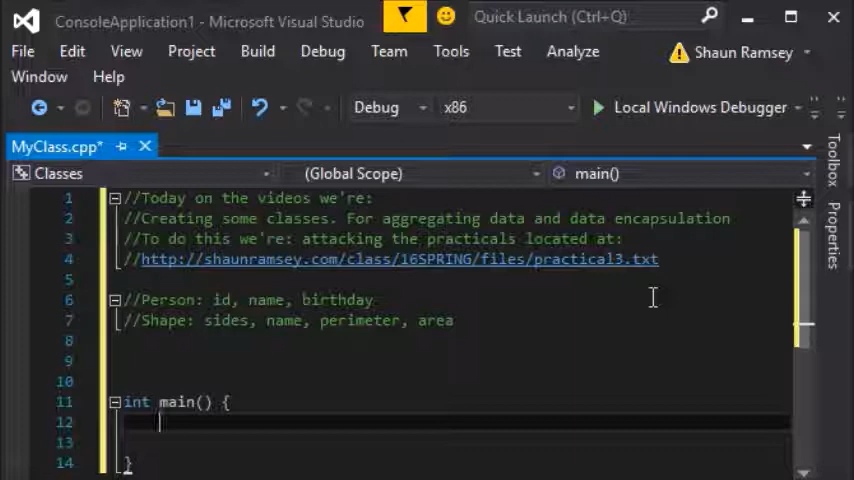 ConsoleApplication1 - Microsoft Visual Studio
Quick Launch (Ctrl+Q)
File Edit View Project Build Debug Team Tools Test Analyze
Shaun Ramsey
Window Help
Debug x86 Local Windows Debugger
MyClass.cpp*
Classes (Global Scope) main()
Toolbox
Properties
1 //Today on the videos we're:
2 //Creating some classes. For aggregating data and data encapsulation
3 //To do this we're: attacking the practicals located at:
4 //http://shaunramsey.com/class/16SPRING/files/practical3.txt
5
6 //Person: id, name, birthday
7 //Shape: sides, name, perimeter, area
8
9
10
11 int main() {
12
13
14 }